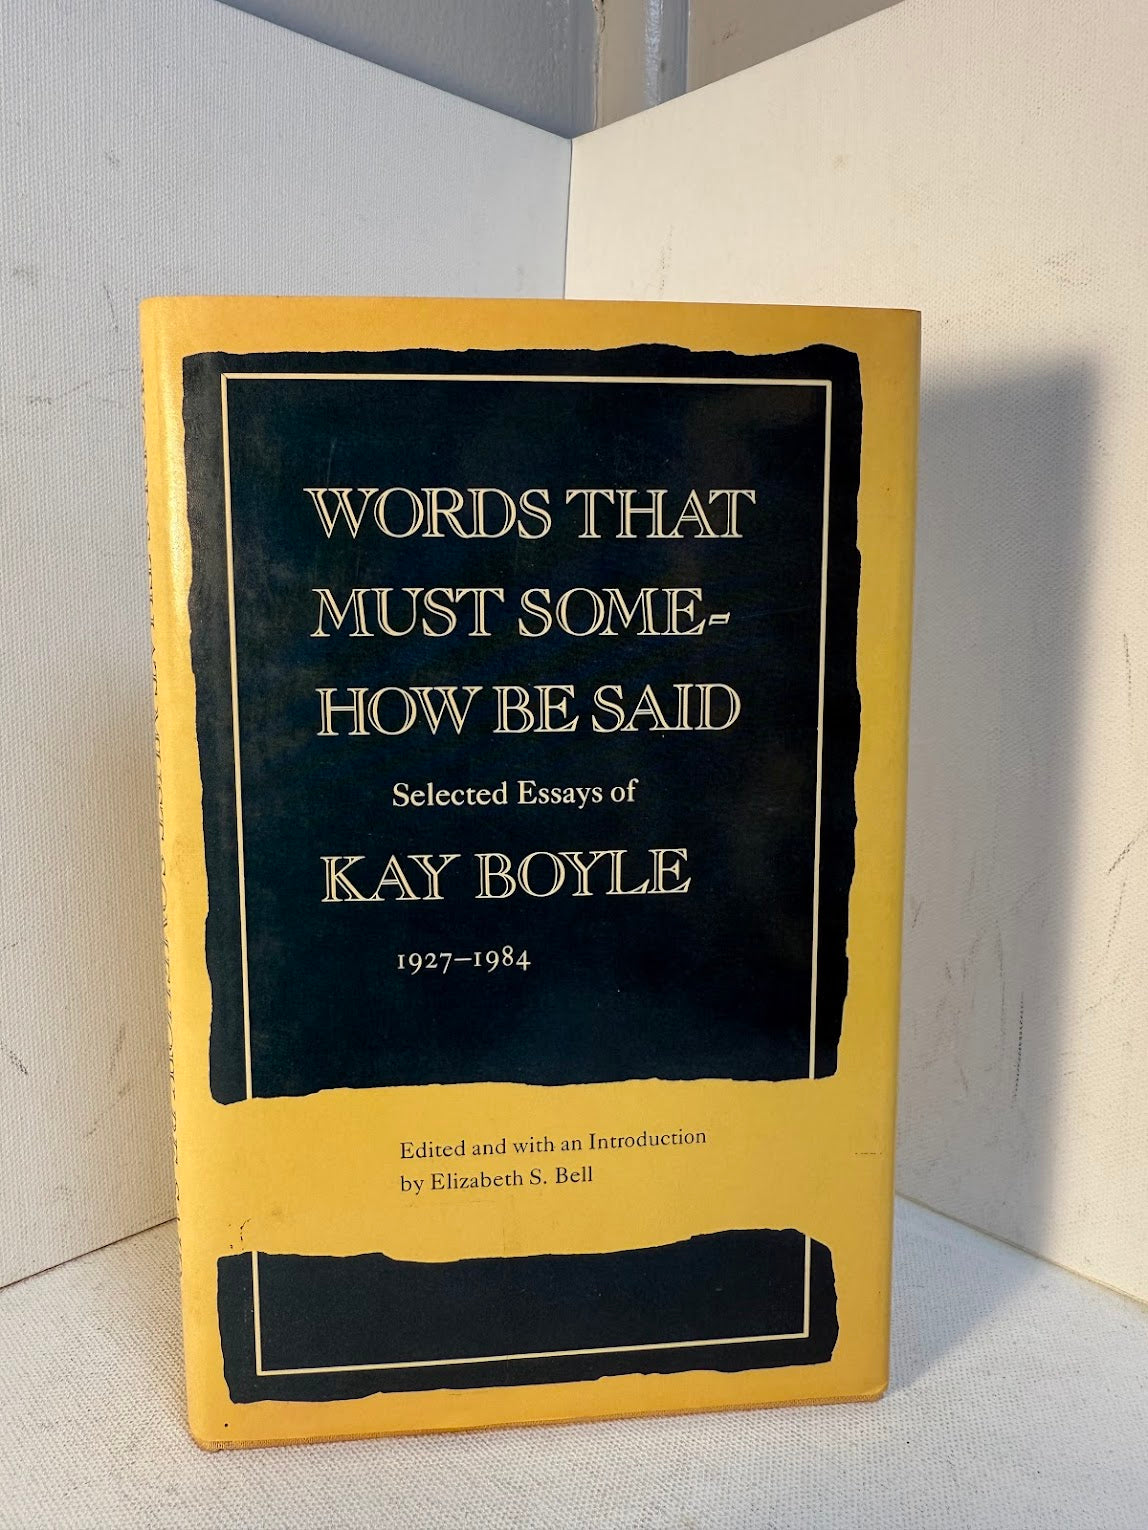 WORDS THAT
MUST SOME-
HOW BE SAID
Selected Essays of
KAY BOYLE
1927–1984
Edited and with an Introduction
by Elizabeth S. Bell